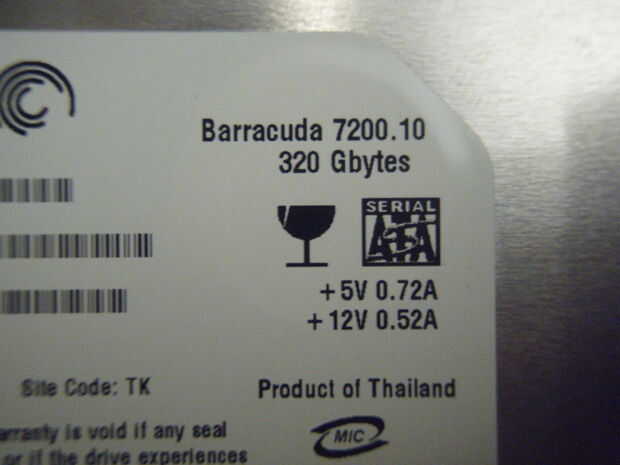 Barracuda 7200.10
320 Gbytes
SERIAL
ATA
+5V 0.72A
+12V 0.52A
Site Code: TK
Product of Thailand
MIC
arranty is void if any seal
or if the drive experiences